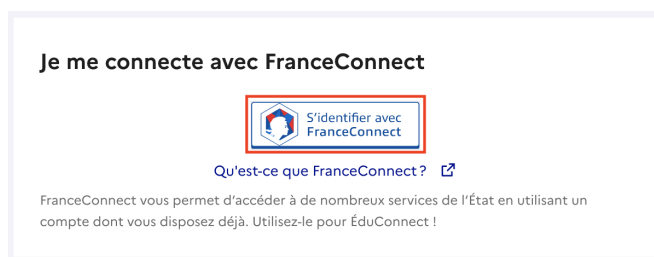 Je me connecte avec FranceConnect
S'identifier avec
FranceConnect
Qu'est-ce que FranceConnect ?
FranceConnect vous permet d'accéder à de nombreux services de l'État en utilisant un
compte dont vous disposez déjà. Utilisez-le pour ÉduConnect !